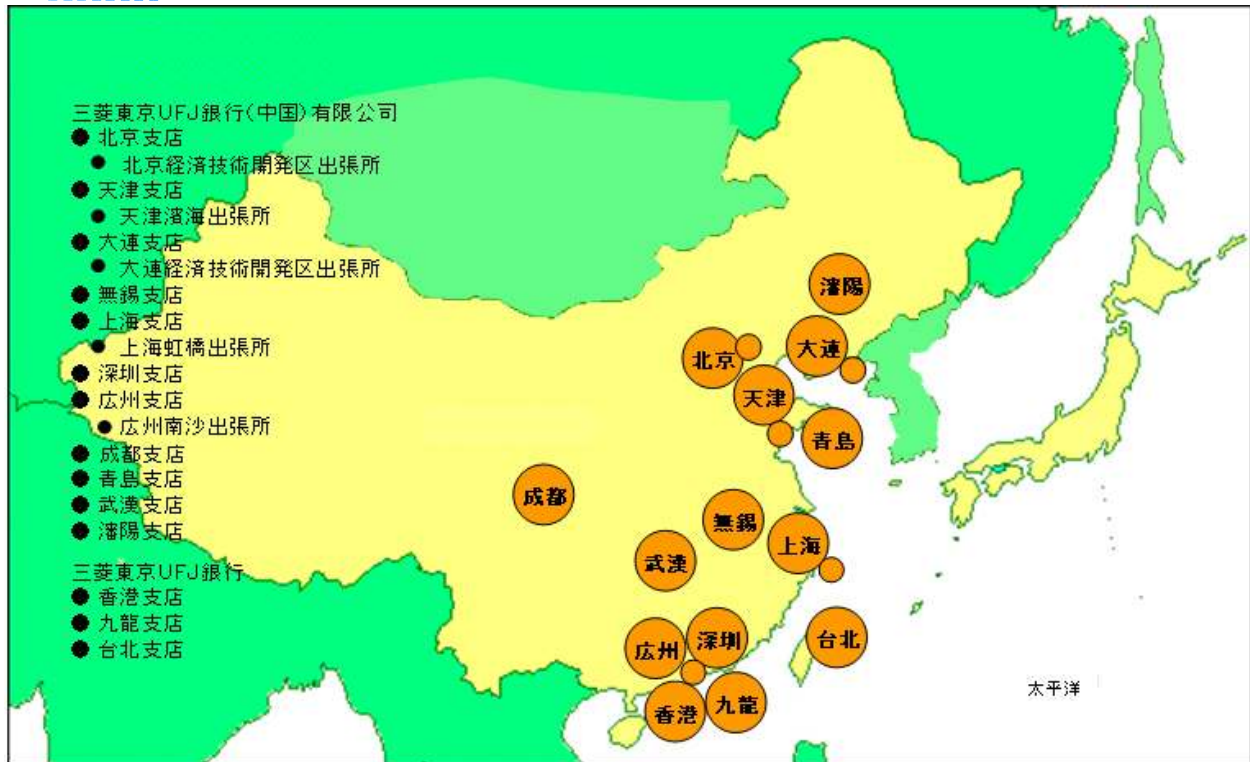 三菱東京UFJ銀行(中国)有限公司
● 北京支店
● 北京経済技術開発区出張所
● 天津支店
● 天津濱海出張所
● 大連支店
● 大連経済技術開発区出張所
● 無錫支店
● 上海支店
● 上海虹橋出張所
● 深圳支店
● 広州支店
● 広州南沙出張所
● 成都支店
● 青島支店
● 武漢支店
● 瀋陽支店
三菱東京UFJ銀行
● 香港支店
● 九龍支店
● 台北支店
瀋陽
北京
大連
天津
青島
成都
無錫
上海
武漢
広州
深圳
台北
香港
九龍
太平洋